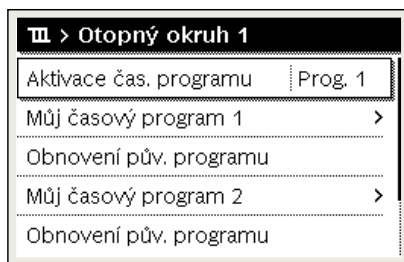 > Otopný okruh 1
Aktivace čas. programu Prog. 1
Můj časový program 1 >
Obnovení pův. programu
Můj časový program 2 >
Obnovení pův. programu